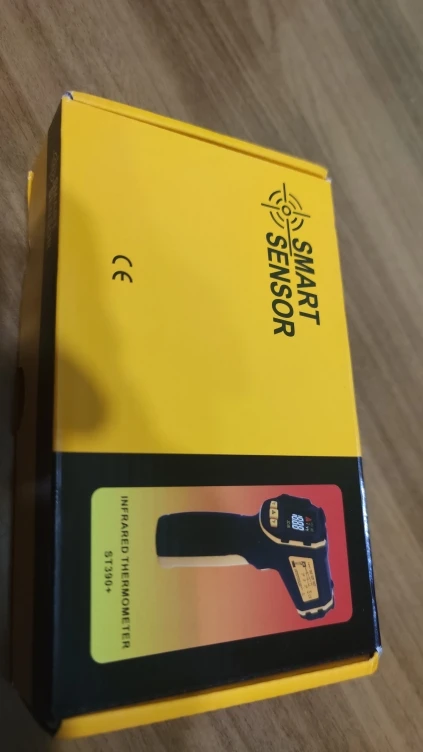 SMART
SENSOR
CE
INFRARED THERMOMETER
ST390+